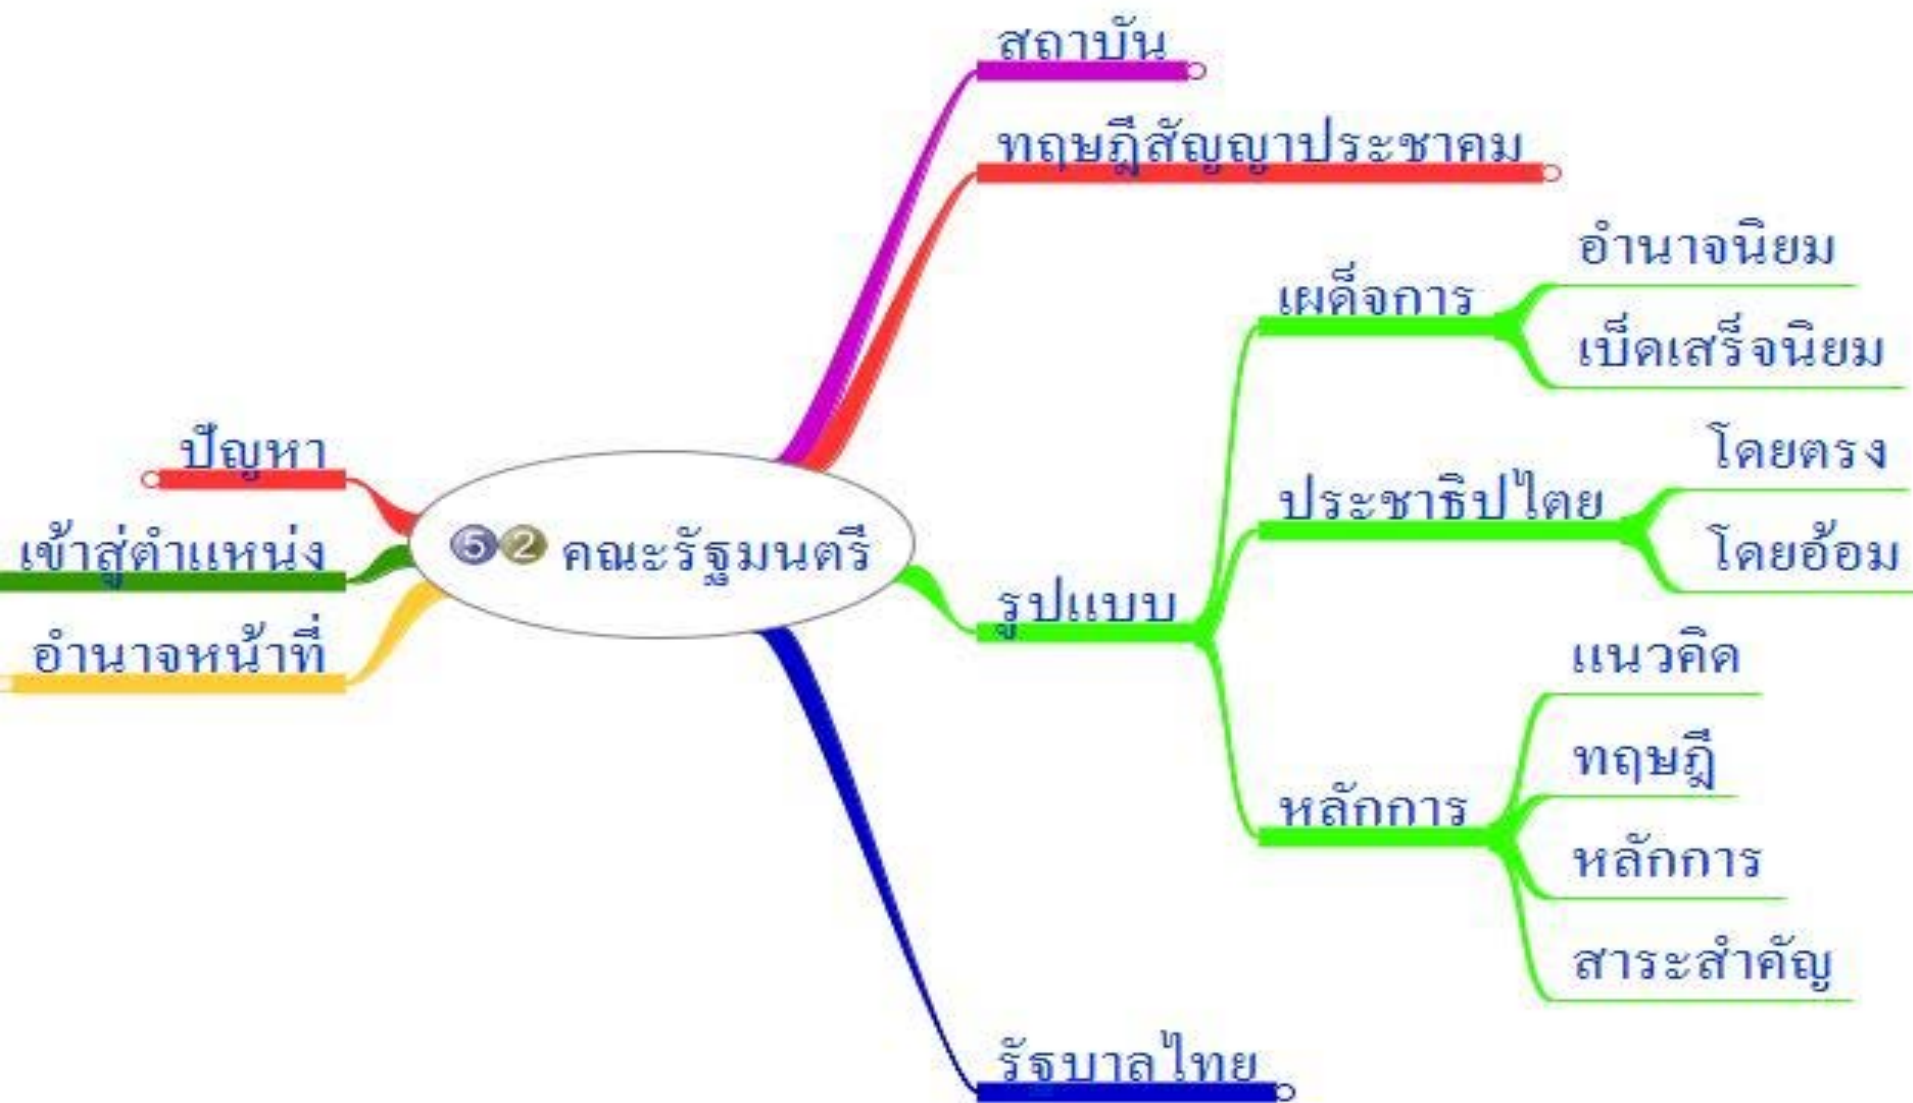 สถาบัน
ทฤษฎีสัญญาประชาคม
อำนาจนิยม
เผด็จการ
เบ็ดเสร็จนิยม
โดยตรง
ประชาธิปไตย
โดยอ้อม
รูปแบบ
แนวคิด
ทฤษฎี
หลักการ
หลักการ
สาระสำคัญ
รัฐบาลไทย
52 คณะรัฐมนตรี
ปัญหา
เข้าสู่ตำแหน่ง
อำนาจหน้าที่